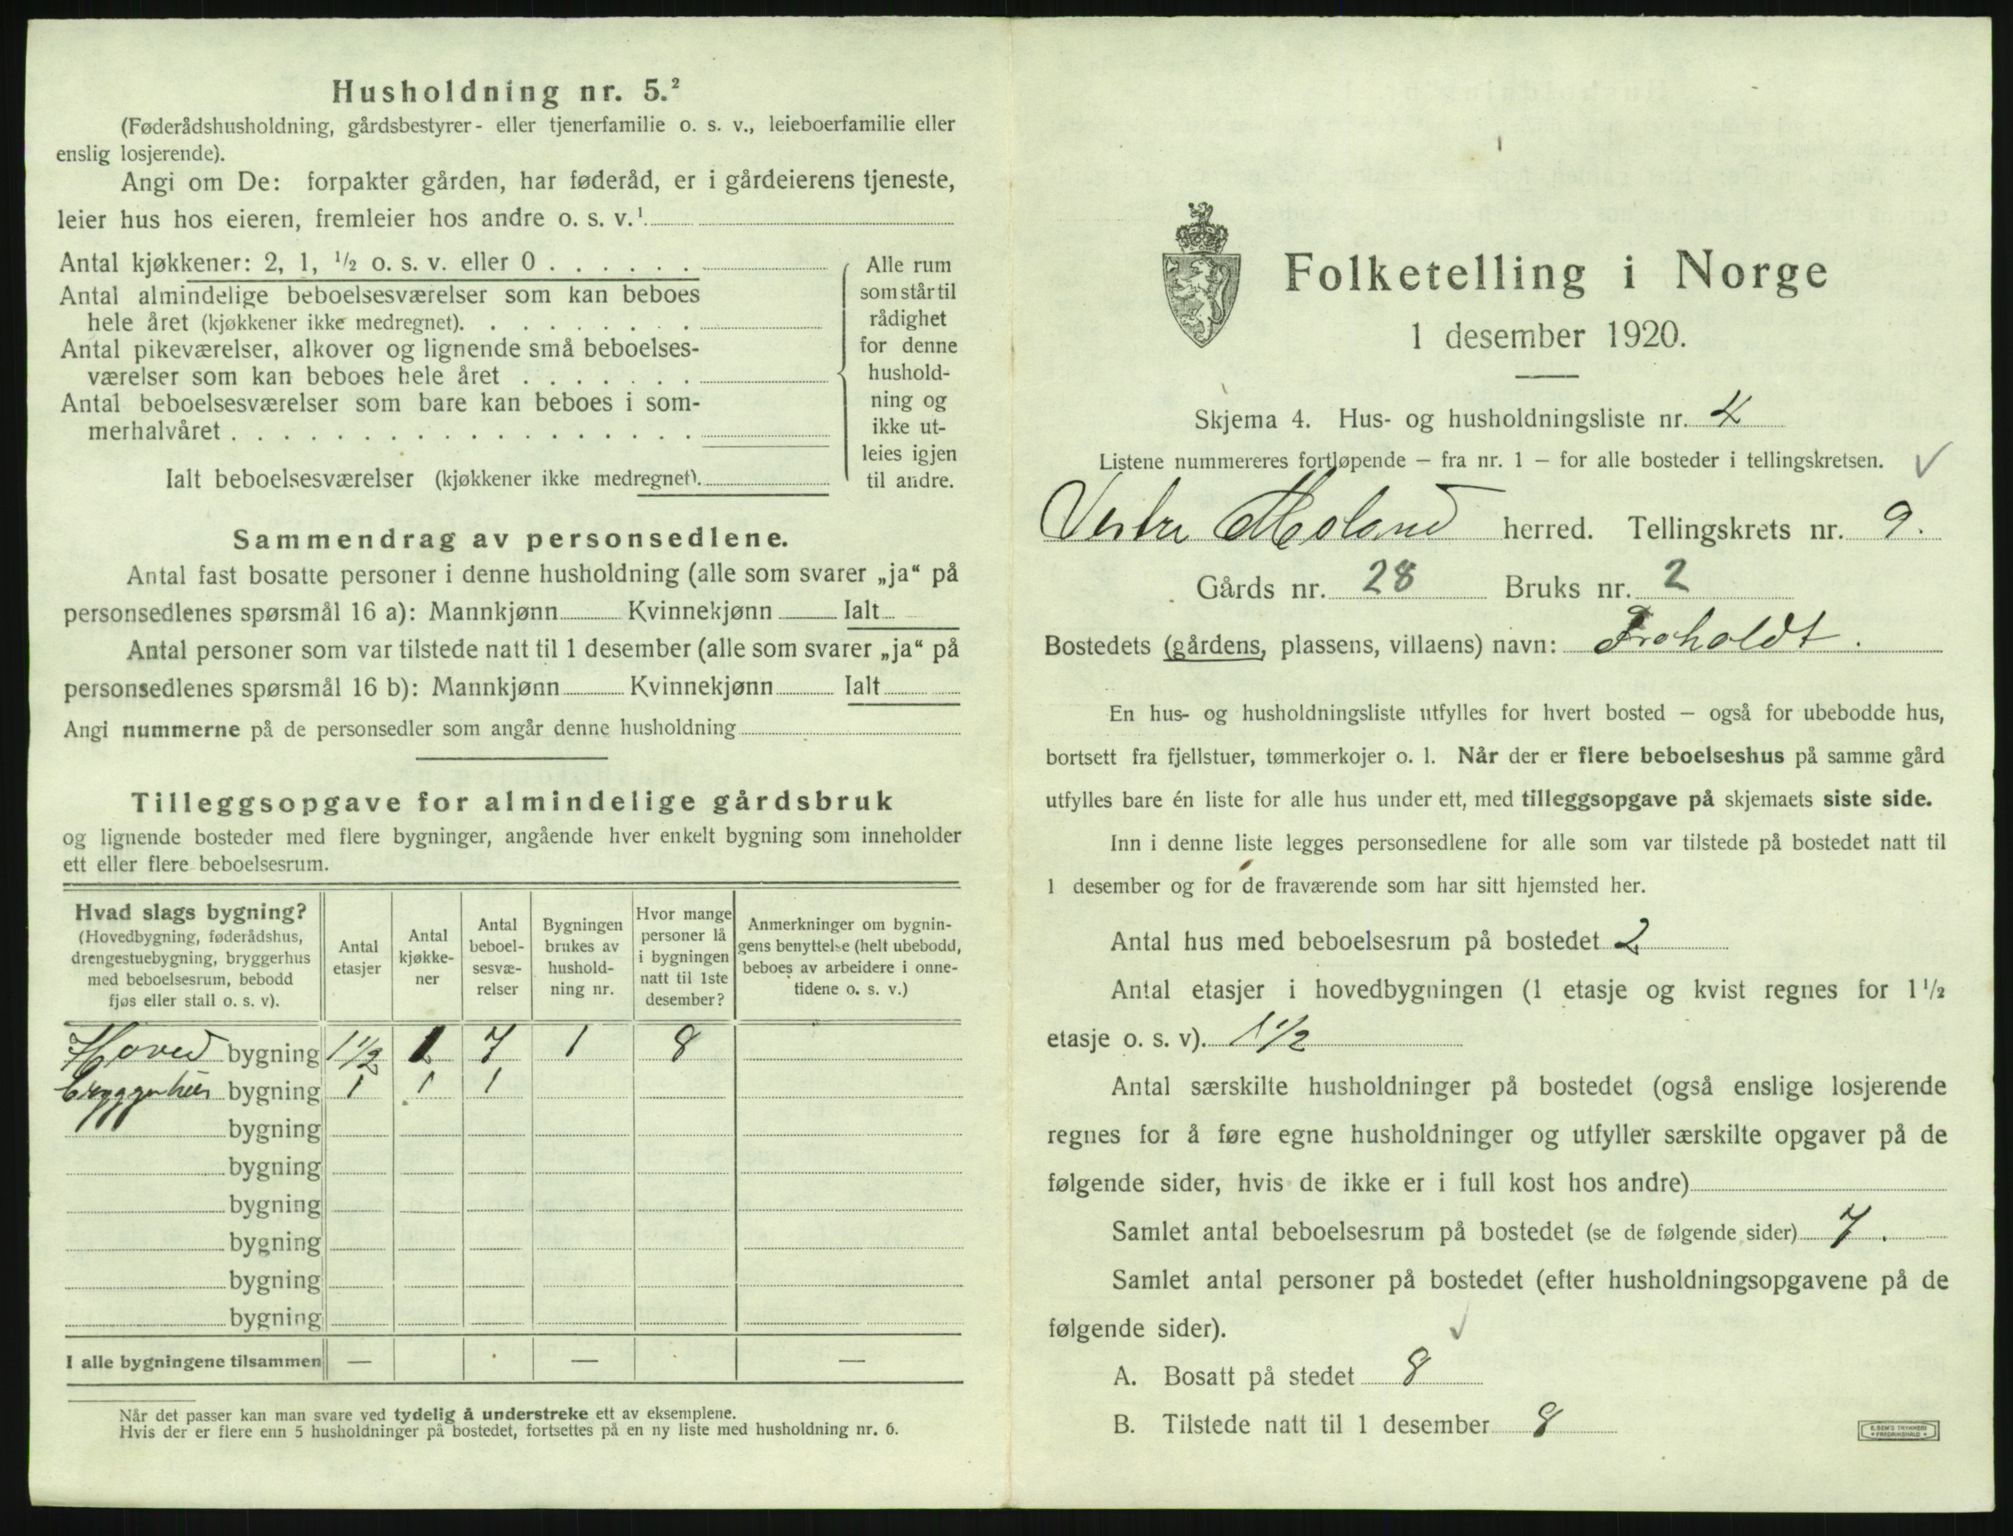 Husholdning nr. 5.²
(Føderådshusholdning, gårdsbestyrer- eller tjenerfamilie o. s. v., leieboerfamilie eller
enslig losjerende).
Angi om De: forpakter gården, har føderåd, er i gårdeierens tjeneste,
leier hus hos eieren, fremleier hos andre o. s. v.¹
Antal kjøkkener: 2, 1, ½ o. s. v. eller 0 . . . . . .
Antal almindelige beboelsesværelser som kan beboes
hele året (kjøkkener ikke medregnet). . . . . . . . .
Antal pikeværelser, alkover og lignende små beboelses-
værelser som kan beboes hele året . . . . . . .
Antal beboelsesværelser som bare kan beboes i som-
merhalvåret . . . . . . . . . . . . . . . . . .
Ialt beboelsesværelser (kjøkkener ikke medregnet).
Alle rum
som står til
rådighet
for denne
hushold-
ning og
ikke ut-
leies igjen
til andre.
Sammendrag av personsedlene.
Antal fast bosatte personer i denne husholdning (alle som svarer „ja“ på
personsedlenes spørsmål 16 a): Mannkjønn Kvinnekjønn Ialt
Antal personer som var tilstede natt til 1 desember (alle som svarer „ja“ på
personsedlenes spørsmål 16 b): Mannkjønn Kvinnekjønn Ialt
Angi nummerne på de personsedler som angår denne husholdning
Tilleggsopgave for almindelige gårdsbruk
og lignende bosteder med flere bygninger, angående hver enkelt bygning som inneholder
ett eller flere beboelsesrum.
Hvad slags bygning?
(Hovedbygning, føderådshus,
drengestuebygning, bryggerhus
med beboelsesrum, bebodd
fjøs eller stall o. s. v).
Antal
etasjer
Antal
kjøkke-
ner
Antal
beboel-
sesvæ-
relser
Bygningen
brukes av
hushold-
ning nr.
Hvor mange
personer lå
i bygningen
natt til 1ste
desember?
Anmerkninger om bygnin-
gens benyttelse (helt ubebodd,
beboes av arbeidere i onne-
tidene o. s. v.)
Hoved bygning 1½ 1 7 1 8
Bryggerhus bygning 1 1 1
bygning
bygning
bygning
bygning
bygning
bygning
I alle bygningene tilsammen — — —
Når det passer kan man svare ved tydelig å understreke ett av eksemplene.
Hvis der er flere enn 5 husholdninger på bostedet, fortsettes på en ny liste med husholdning nr. 6.
Folketelling i Norge
1 desember 1920.
Skjema 4. Hus- og husholdningsliste nr. 4
Listene nummereres fortløpende – fra nr. 1 – for alle bosteder i tellingskretsen.
Vestre Moland herred. Tellingskrets nr. 9.
Gårds nr. 28 Bruks nr. 2
Bostedets (gårdens, plassens, villaens) navn: Froholdt.
En hus- og husholdningsliste utfylles for hvert bosted – også for ubebodde hus,
bortsett fra fjellstuer, tømmerkojer o. l. Når der er flere beboelseshus på samme gård
utfylles bare én liste for alle hus under ett, med tilleggsopgave på skjemaets siste side.
Inn i denne liste legges personsedlene for alle som var tilstede på bostedet natt til
1 desember og for de fraværende som har sitt hjemsted her.
Antal hus med beboelsesrum på bostedet 2
Antal etasjer i hovedbygningen (1 etasje og kvist regnes for 1½
etasje o. s. v). 1½
Antal særskilte husholdninger på bostedet (også enslige losjerende
regnes for å føre egne husholdninger og utfyller særskilte opgaver på de
følgende sider, hvis de ikke er i full kost hos andre)
Samlet antal beboelsesrum på bostedet (se de følgende sider) 7.
Samlet antal personer på bostedet (efter husholdningsopgavene på de
følgende sider).
A. Bosatt på stedet 8
B. Tilstede natt til 1 desember 8